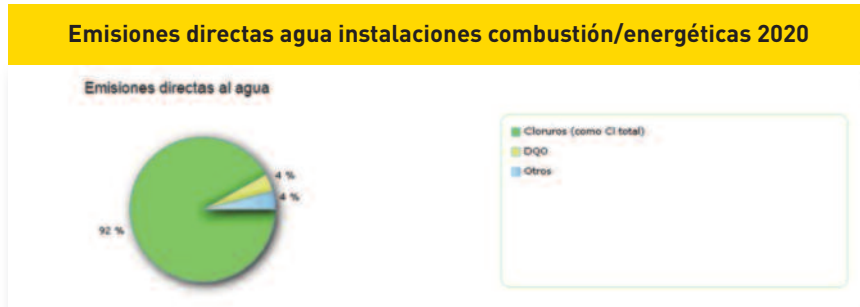 Emisiones directas agua instalaciones combustión/energéticas 2020
Emisiones directas al agua
4 %
4 %
92 %
Cloruros (como Cl total)
DQO
Otros